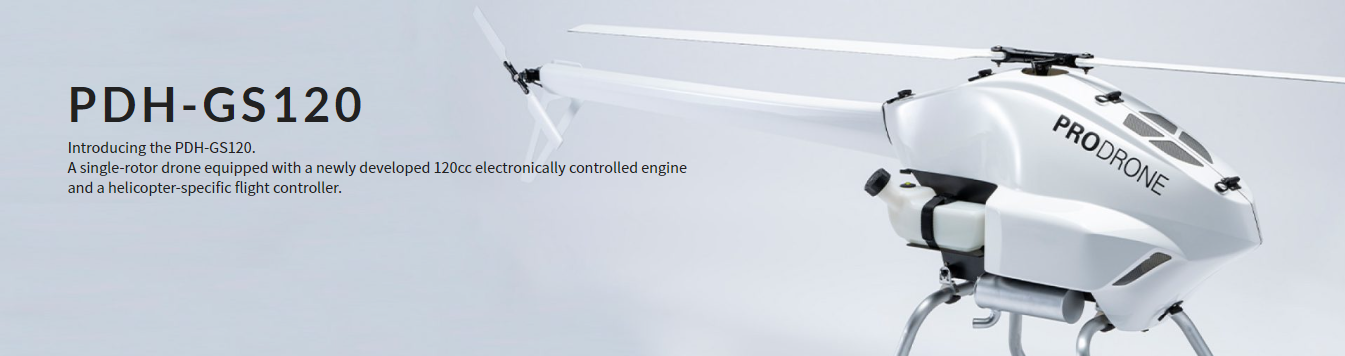 PDH-GS120
Introducing the PDH-GS120.
A single-rotor drone equipped with a newly developed 120cc electronically controlled engine
and a helicopter-specific flight controller.
PRODRONE